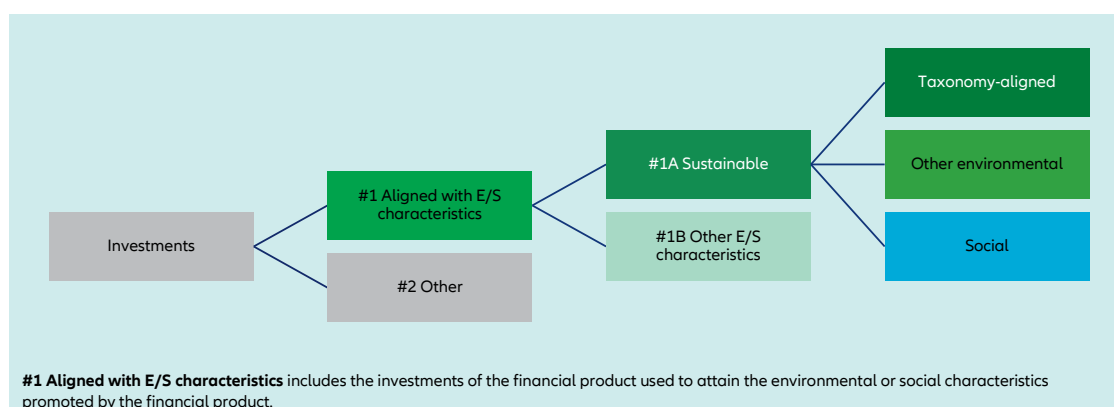 Taxonomy-aligned
#1A Sustainable
Other environmental
#1 Aligned with E/S
characteristics
#1B Other E/S
characteristics
Investments
Social
#2 Other
#1 Aligned with E/S characteristics includes the investments of the financial product used to attain the environmental or social characteristics
promoted by the financial product.